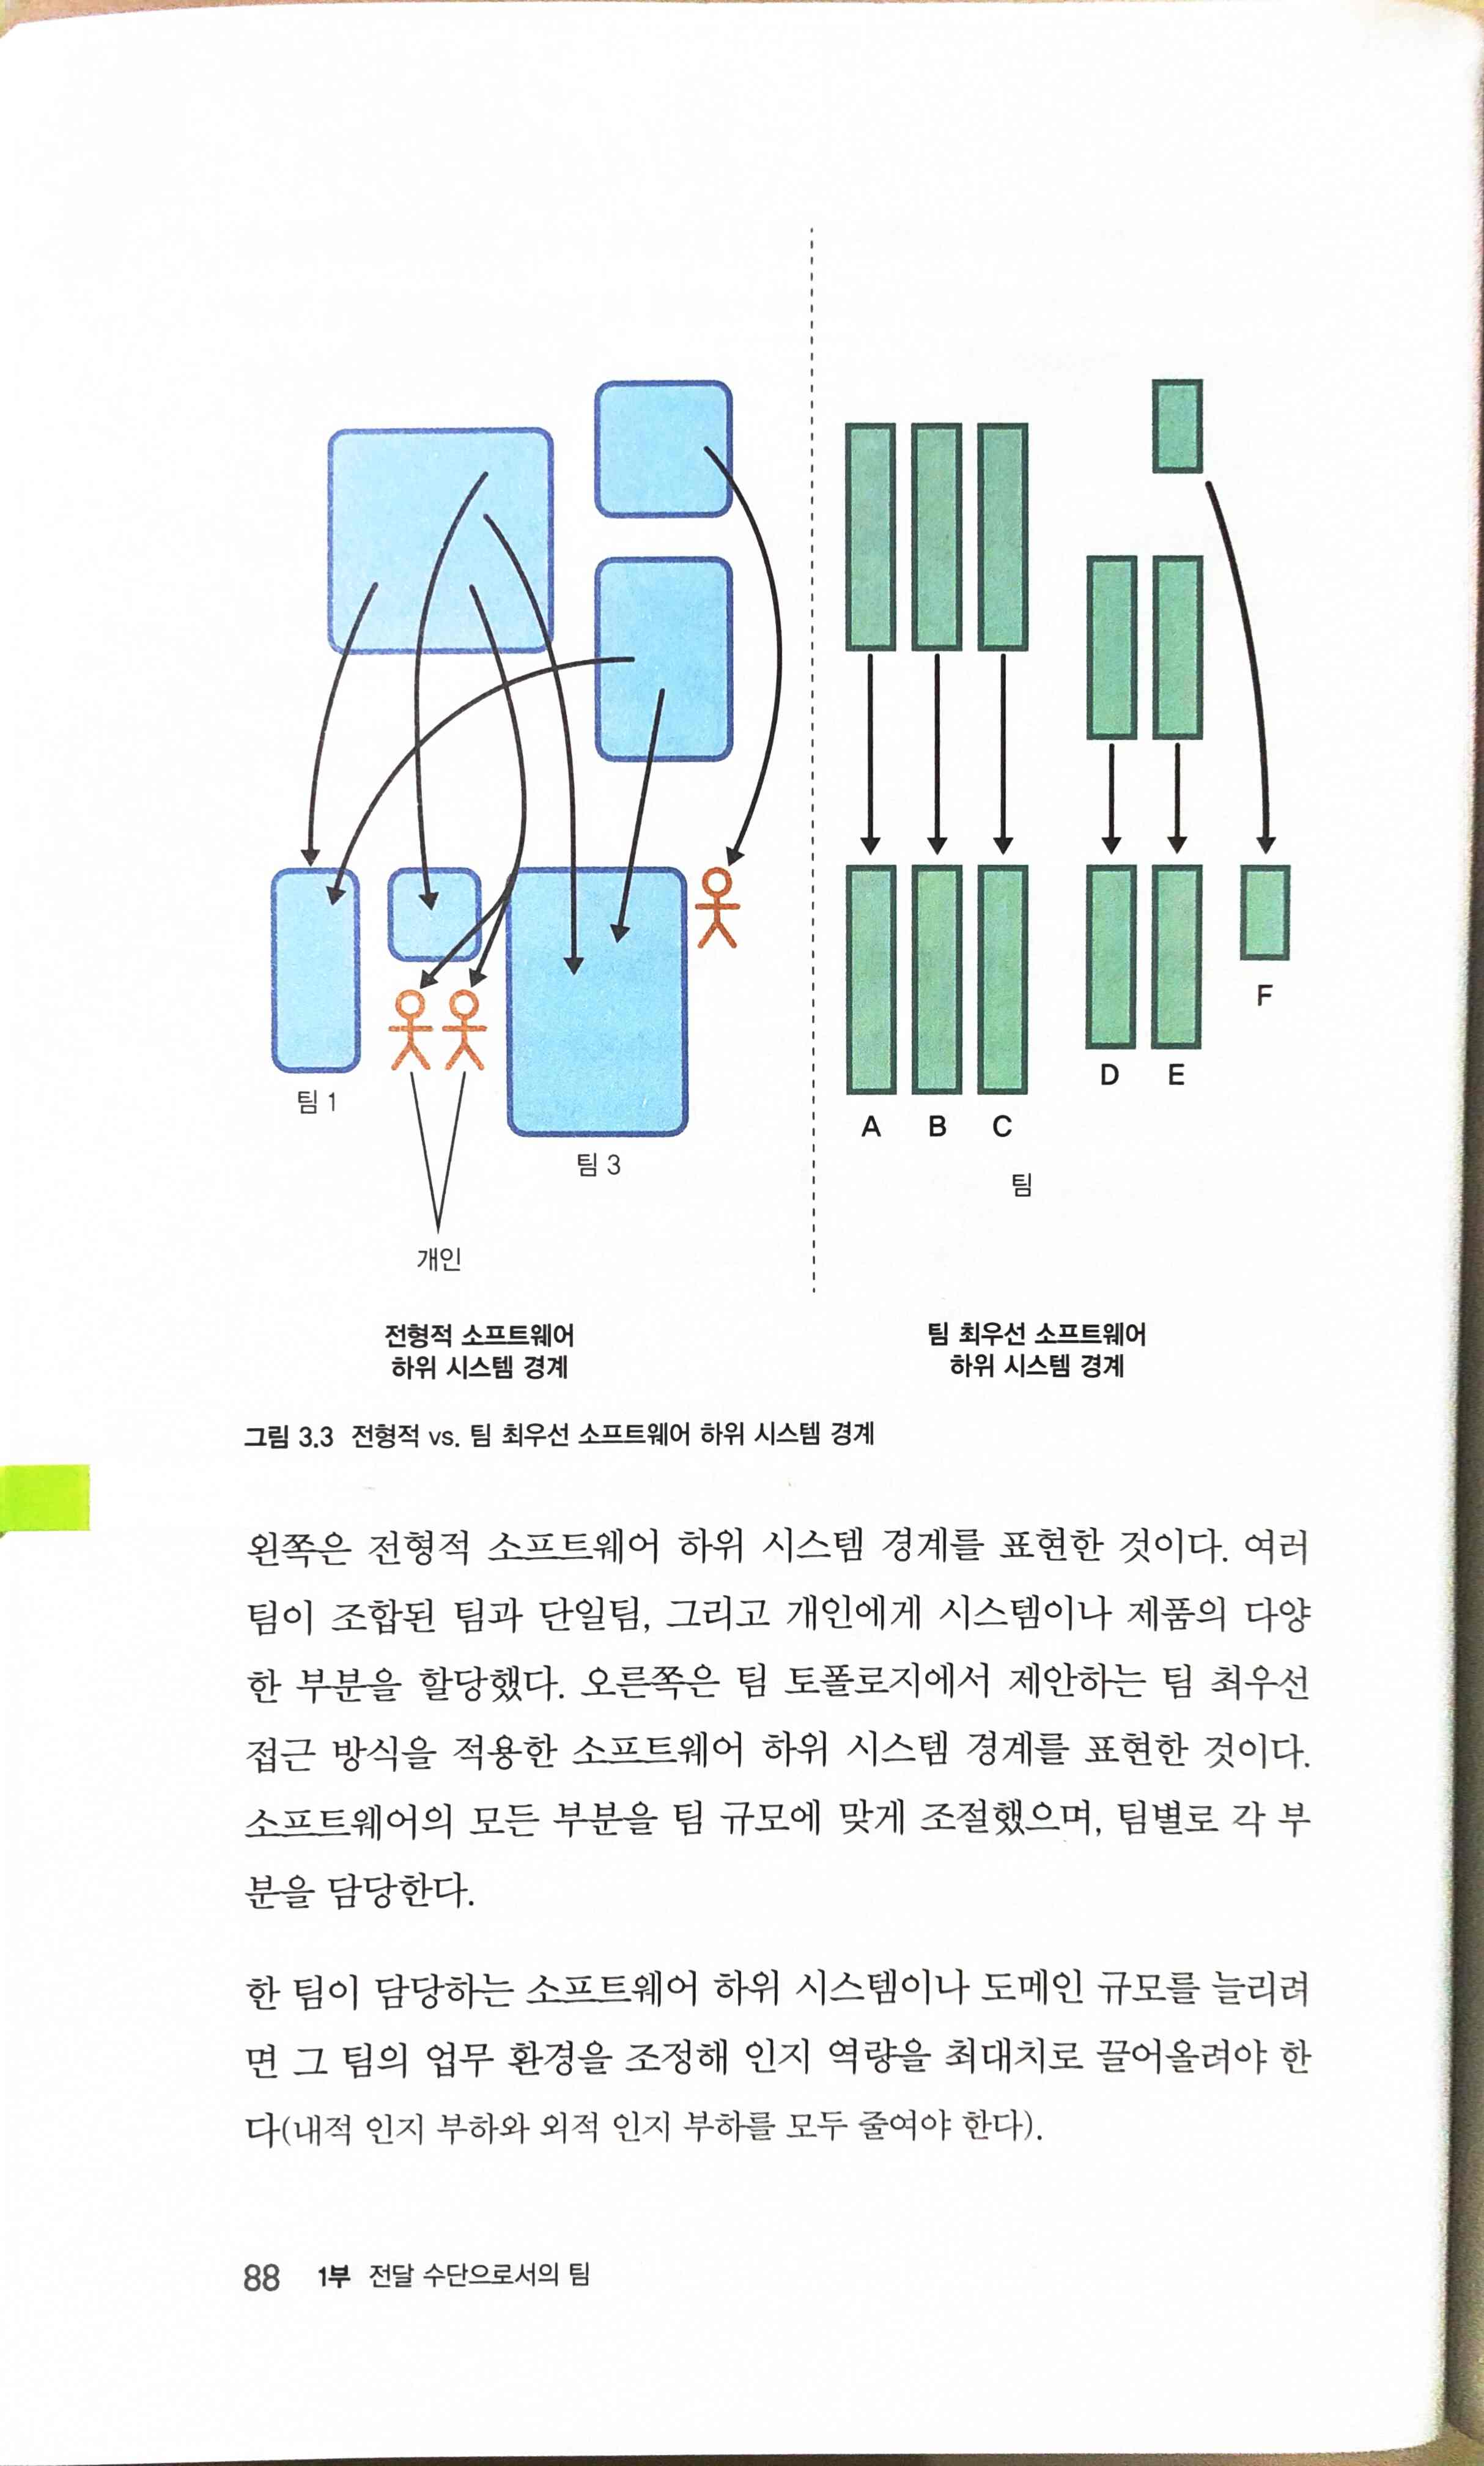 팀 1
팀 3
개인
전형적 소프트웨어
하위 시스템 경계
A B C
D E
F
팀
팀 최우선 소프트웨어
하위 시스템 경계
그림 3.3 전형적 vs. 팀 최우선 소프트웨어 하위 시스템 경계
왼쪽은 전형적 소프트웨어 하위 시스템 경계를 표현한 것이다. 여러
팀이 조합된 팀과 단일팀, 그리고 개인에게 시스템이나 제품의 다양
한 부분을 할당했다. 오른쪽은 팀 토폴로지에서 제안하는 팀 최우선
접근 방식을 적용한 소프트웨어 하위 시스템 경계를 표현한 것이다.
소프트웨어의 모든 부분을 팀 규모에 맞게 조절했으며, 팀별로 각 부
분을 담당한다.
한 팀이 담당하는 소프트웨어 하위 시스템이나 도메인 규모를 늘리려
면 그 팀의 업무 환경을 조정해 인지 역량을 최대치로 끌어올려야 한
다(내적 인지 부하와 외적 인지 부하를 모두 줄여야 한다).
88 1부 전달 수단으로서의 팀